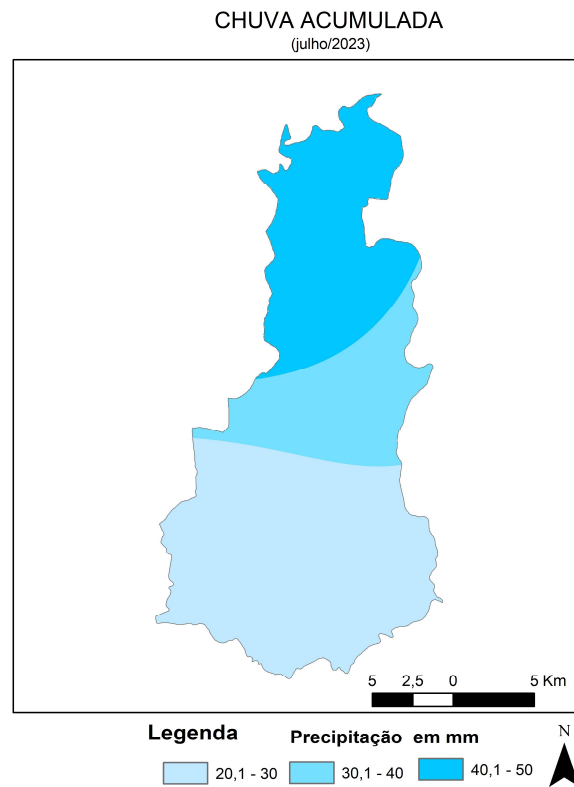 CHUVA ACUMULADA
(julho/2023)
5 2,5 0 5 Km
Legenda
Precipitação em mm
N
20,1 - 30 30,1 - 40 40,1 - 50